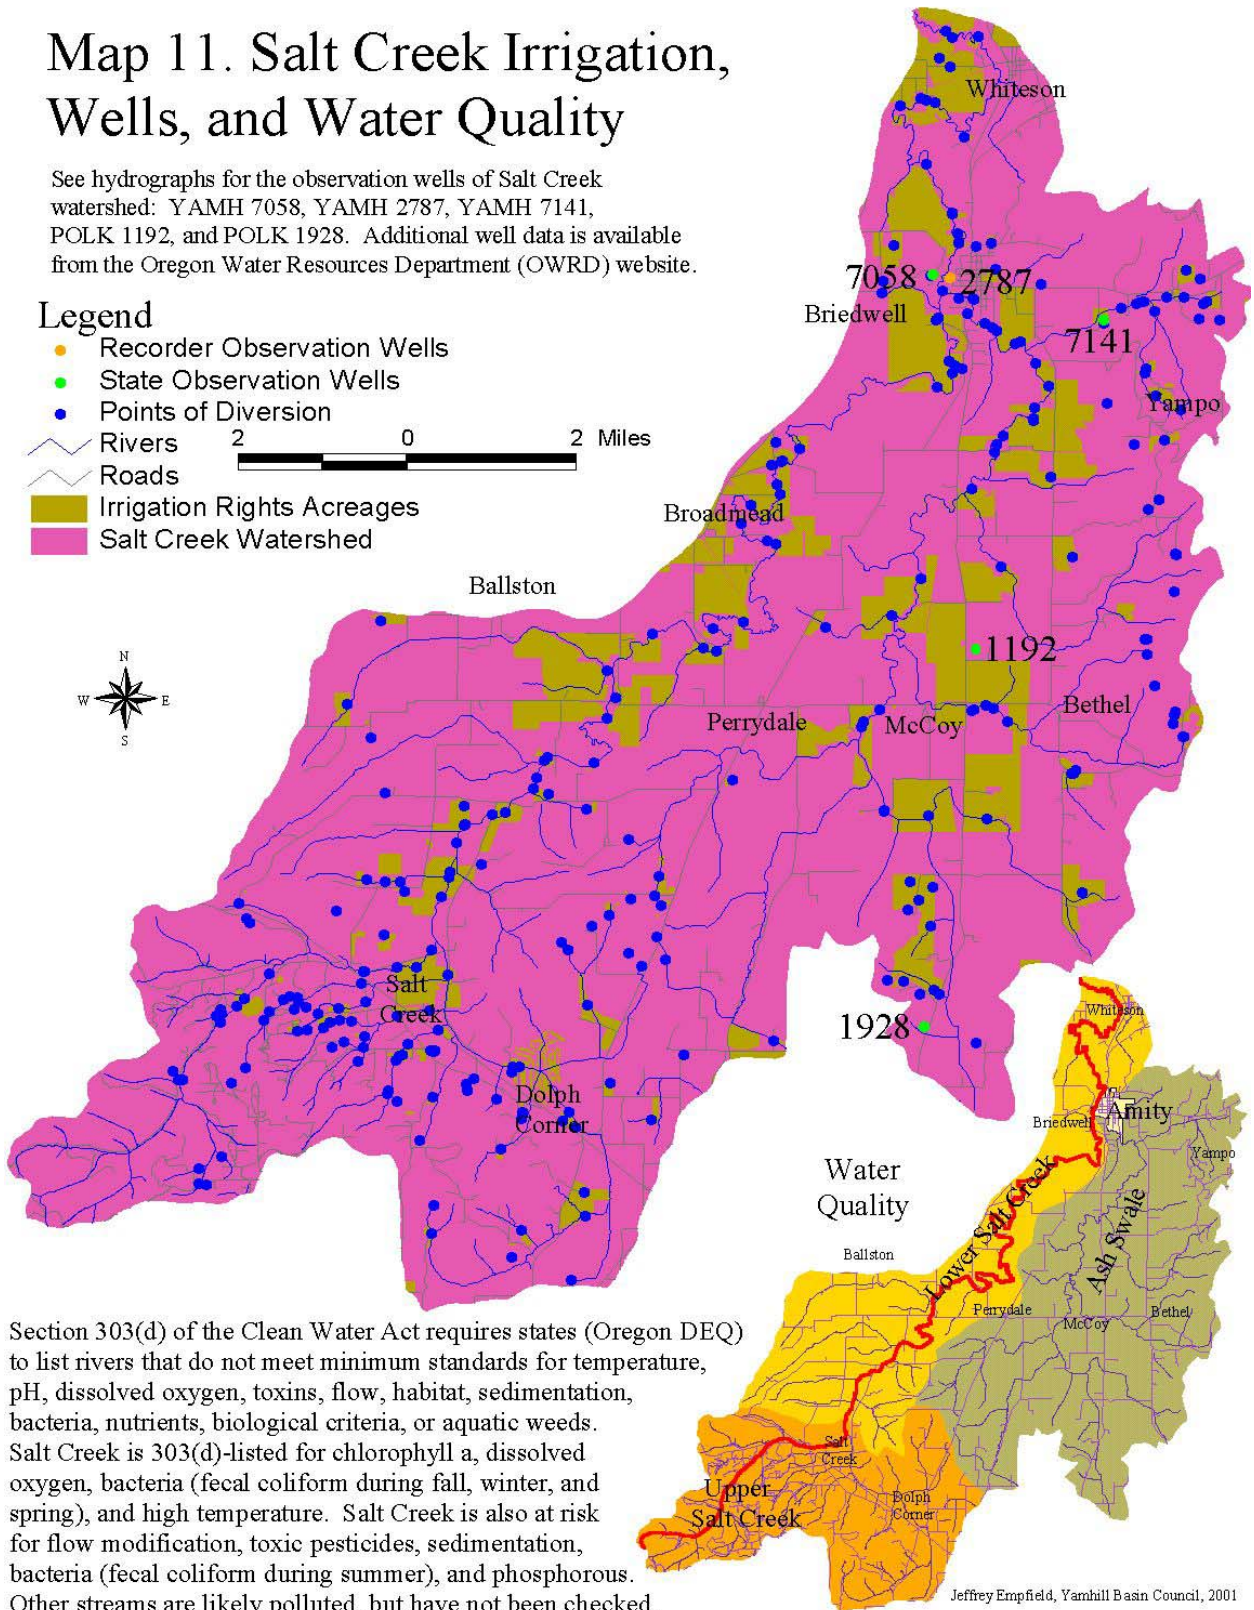 Map 11. Salt Creek Irrigation,
Wells, and Water Quality
See hydrographs for the observation wells of Salt Creek
watershed:  YAMH 7058, YAMH 2787, YAMH 7141,
POLK 1192, and POLK 1928.  Additional well data is available
from the Oregon Water Resources Department (OWRD) website.
Legend
Recorder Observation Wells
State Observation Wells
Points of Diversion
Rivers
Roads
Irrigation Rights Acreages
Salt Creek Watershed
2 0 2 Miles
N
W E
S
Whiteson
7058 2787
Briedwell
7141
Yampo
Broadmead
Ballston
1192
Bethel
Perrydale McCoy
Salt
Creek
1928
Dolph
Corner
Water
Quality
Whiteson
Amity
Briedwell
Yampo
Lower Salt Creek
Ash Swale
Ballston
Perrydale
McCoy
Bethel
Salt
Creek
Upper
Salt Creek
Dolph
Corner
Section 303(d) of the Clean Water Act requires states (Oregon DEQ)
to list rivers that do not meet minimum standards for temperature,
pH, dissolved oxygen, toxins, flow, habitat, sedimentation,
bacteria, nutrients, biological criteria, or aquatic weeds.
Salt Creek is 303(d)-listed for chlorophyll a, dissolved
oxygen, bacteria (fecal coliform during fall, winter, and
spring), and high temperature.  Salt Creek is also at risk
for flow modification, toxic pesticides, sedimentation,
bacteria (fecal coliform during summer), and phosphorous.
Other streams are likely polluted, but have not been checked.
Jeffrey Empfield, Yamhill Basin Council, 2001